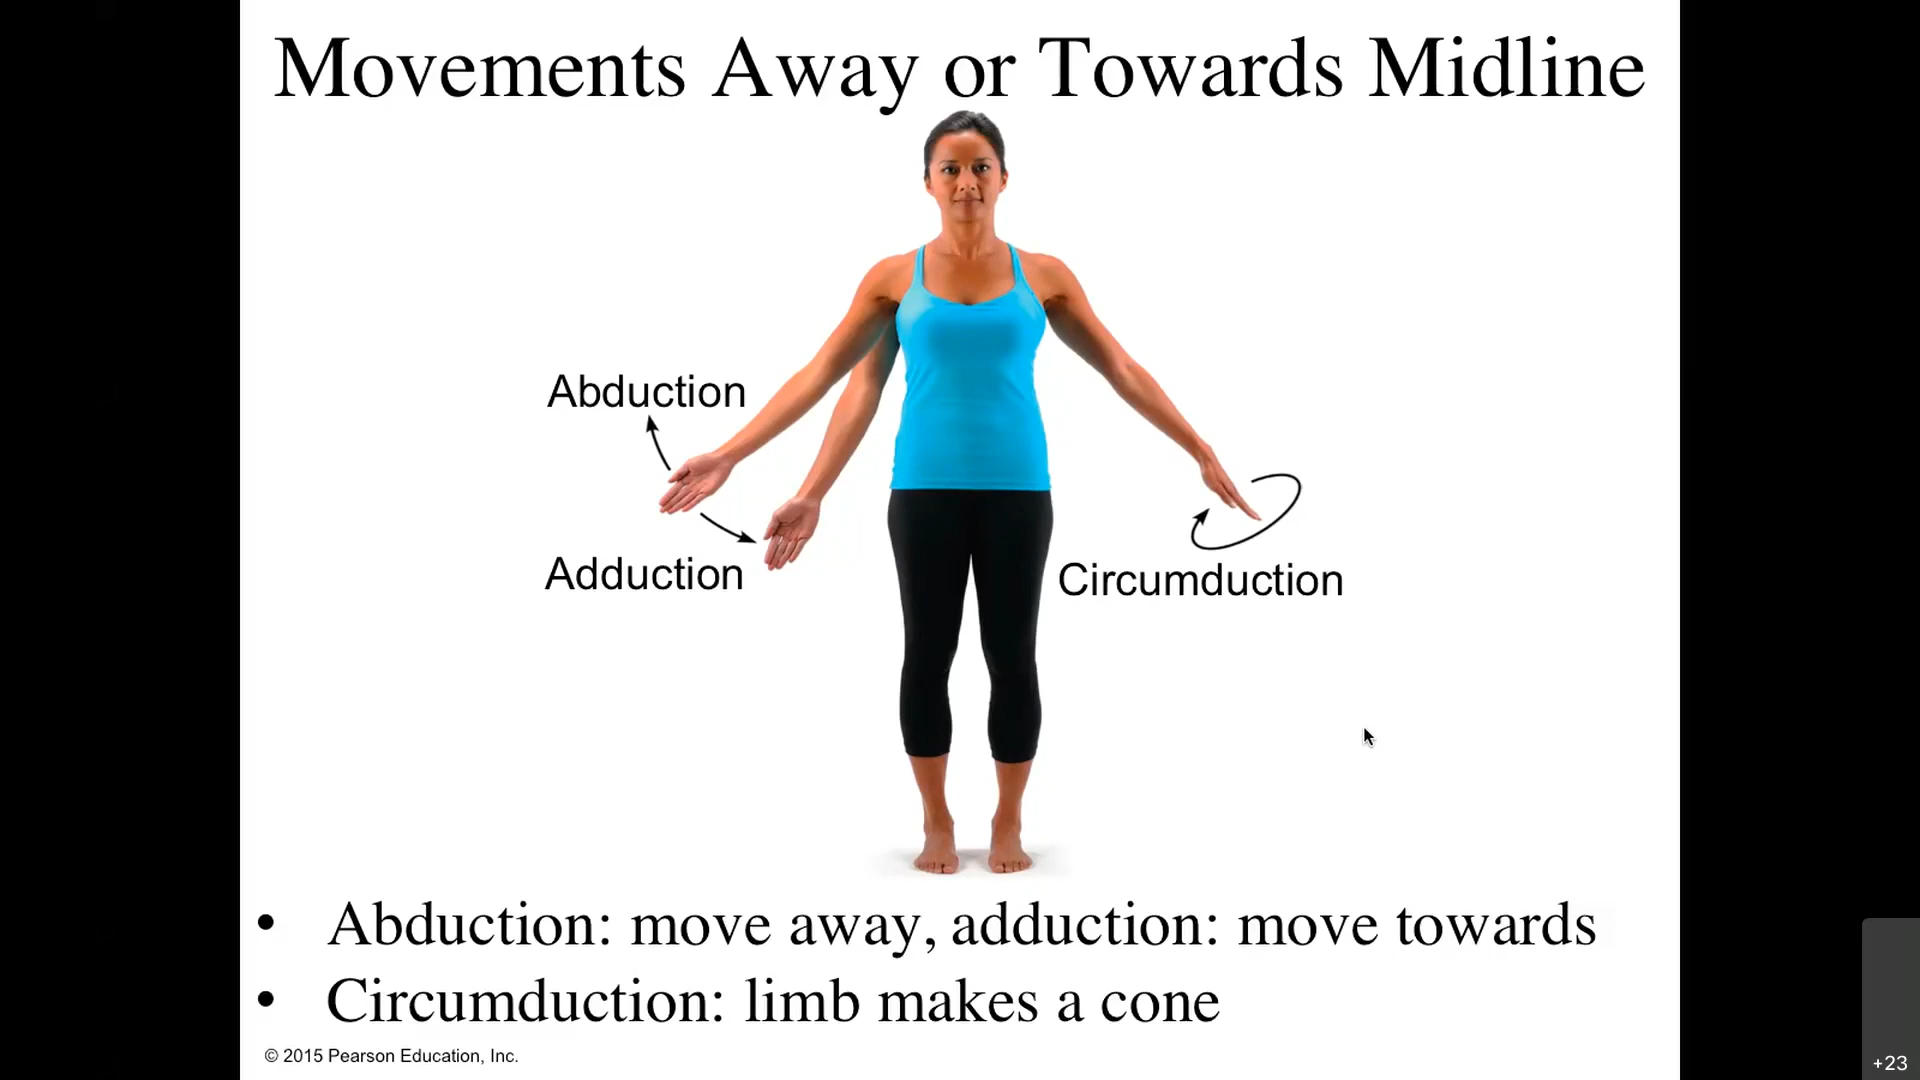 Movements Away or Towards Midline
Abduction
Adduction
Circumduction
• Abduction: move away, adduction: move towards
• Circumduction: limb makes a cone
© 2015 Pearson Education, Inc.
+23